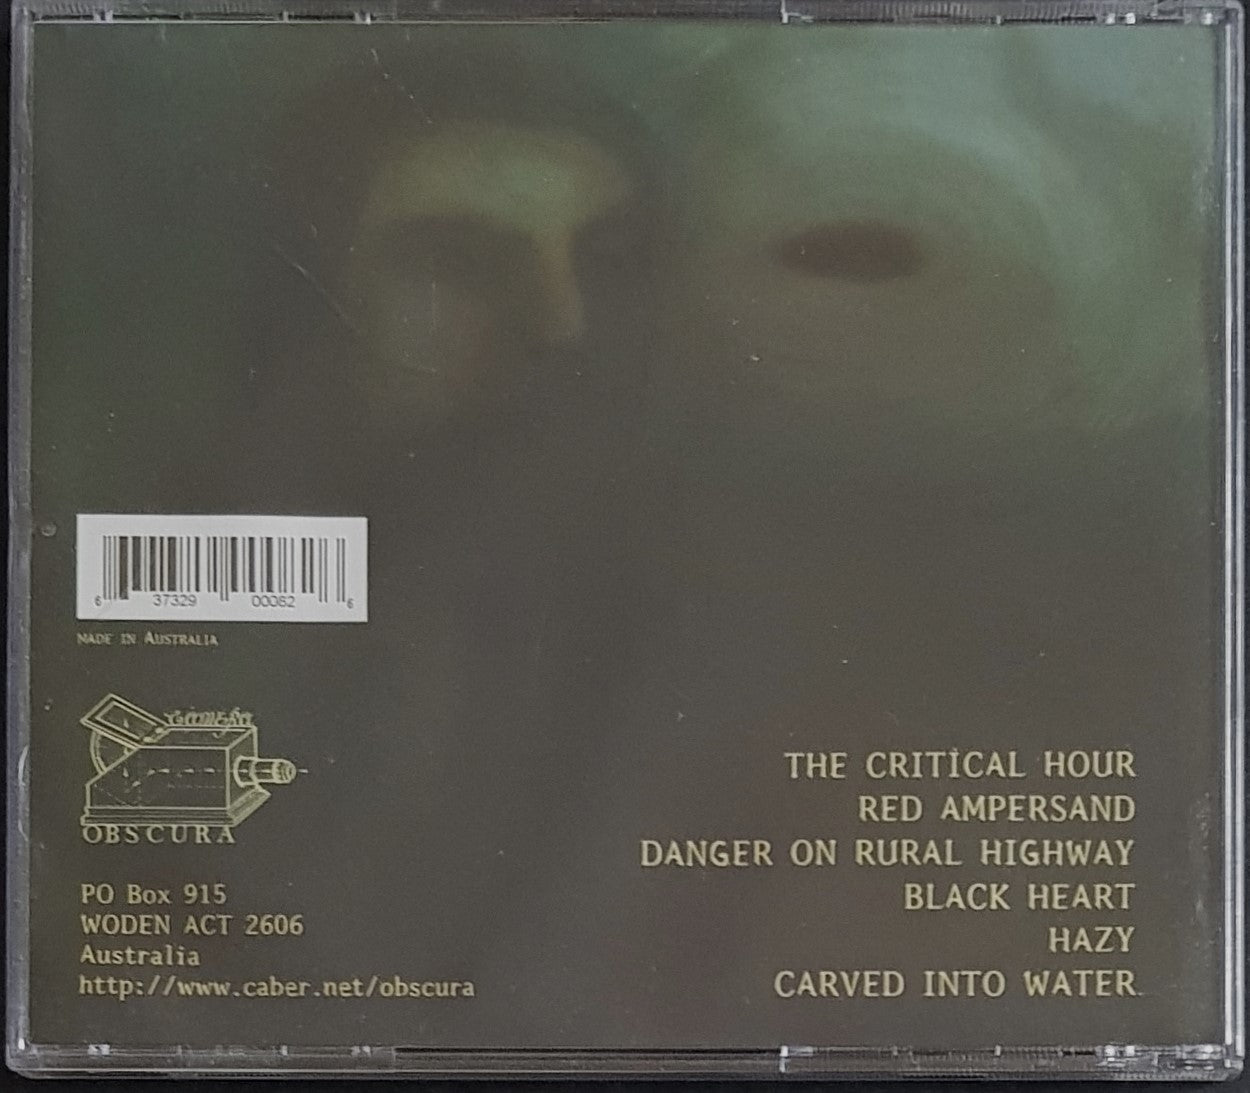 6 37329 00062 6
MADE IN AUSTRALIA
Camera
OBSCURA
PO Box 915
WODEN ACT 2606
Australia
http://www.caber.net/obscura
THE CRITICAL HOUR
RED AMPERSAND
DANGER ON RURAL HIGHWAY
BLACK HEART
HAZY
CARVED INTO WATER